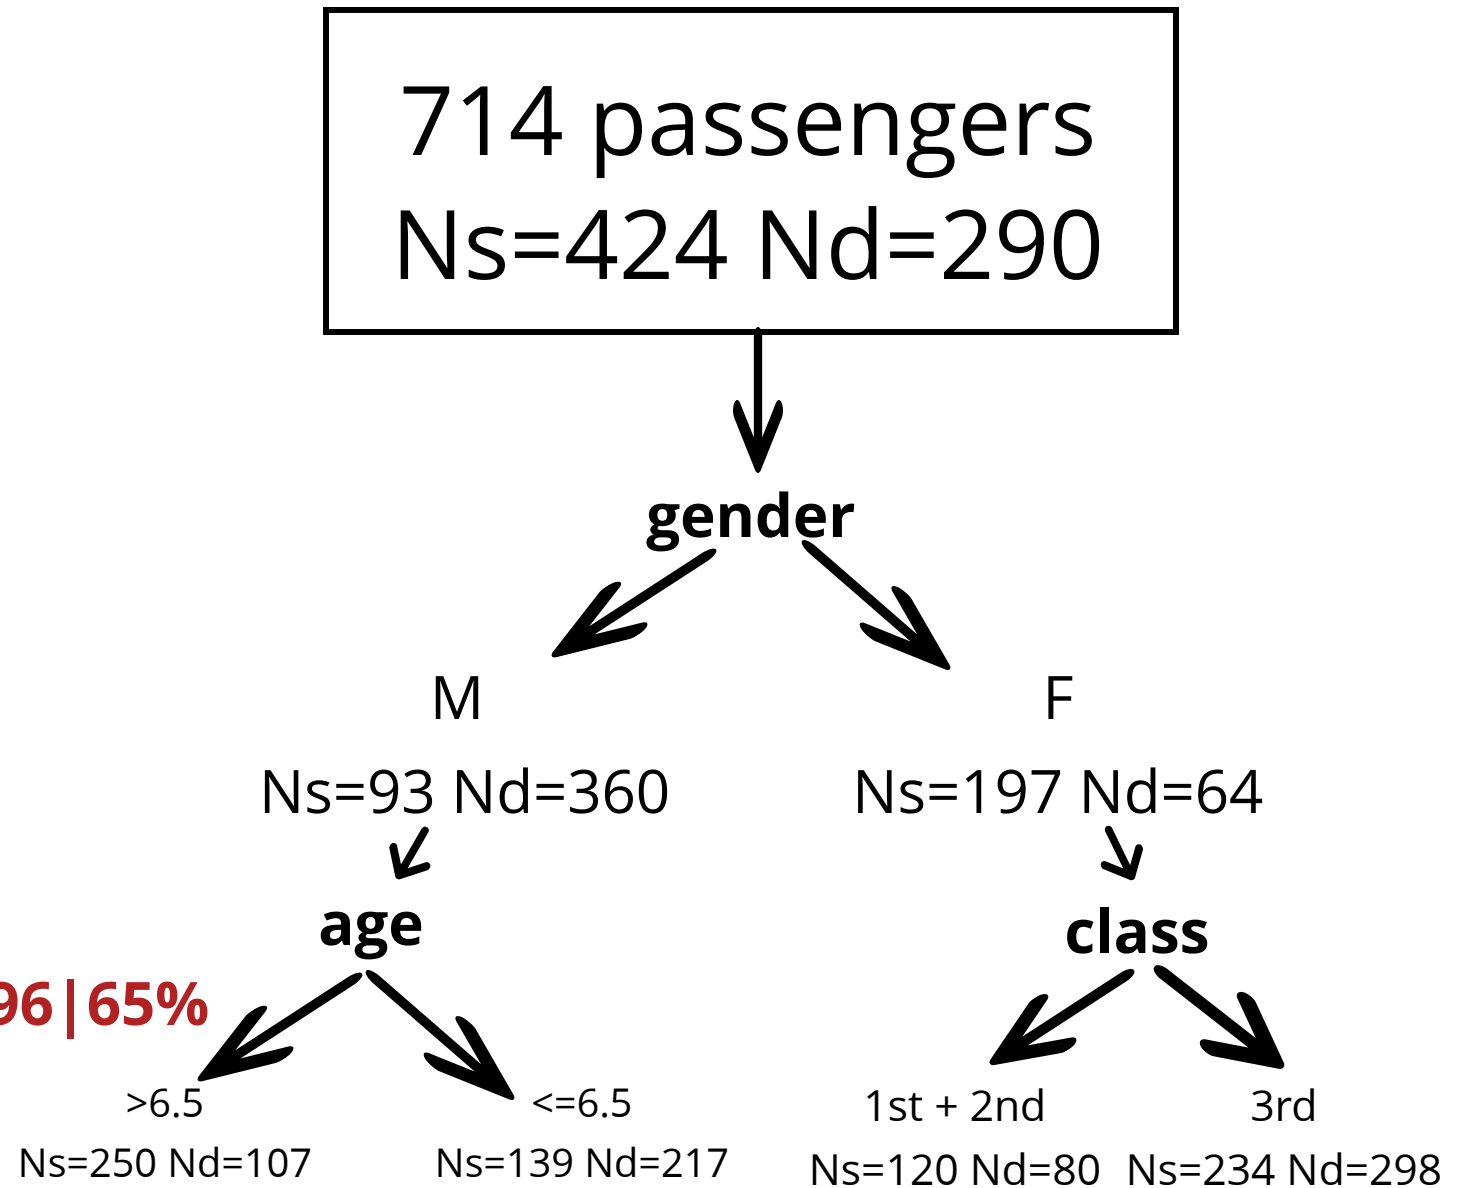 714 passengers
Ns=424 Nd=290
gender
M
F
Ns=93 Nd=360
Ns=197 Nd=64
age
class
96|65%
>6.5
<=6.5
1st + 2nd
3rd
Ns=250 Nd=107
Ns=139 Nd=217
Ns=120 Nd=80
Ns=234 Nd=298